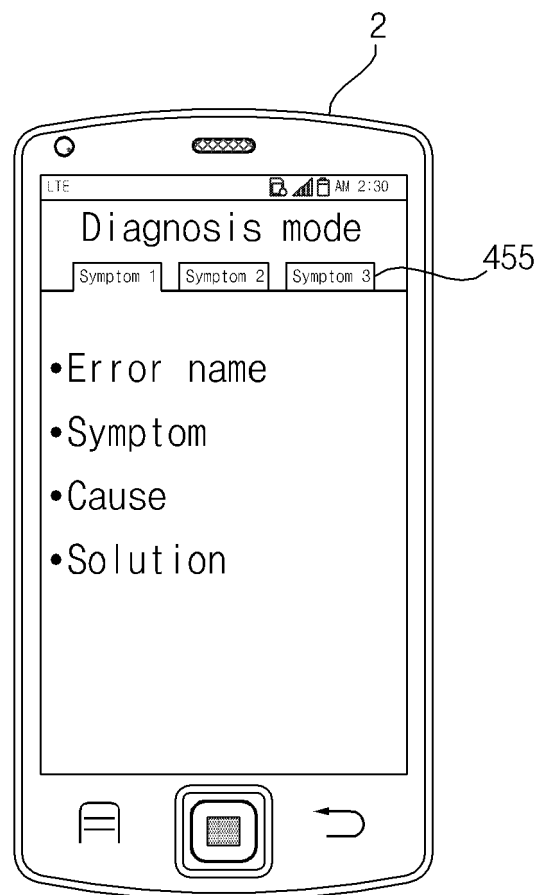 2
LTE AM 2:30
Diagnosis mode
Symptom 1 Symptom 2 Symptom 3
455
•Error name
•Symptom
•Cause
•Solution